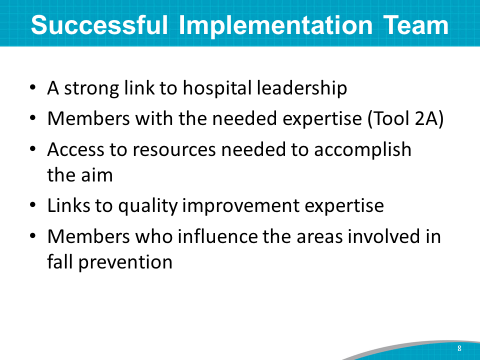 Successful Implementation Team
• A strong link to hospital leadership
• Members with the needed expertise (Tool 2A)
• Access to resources needed to accomplish
the aim
• Links to quality improvement expertise
• Members who influence the areas involved in
fall prevention
8